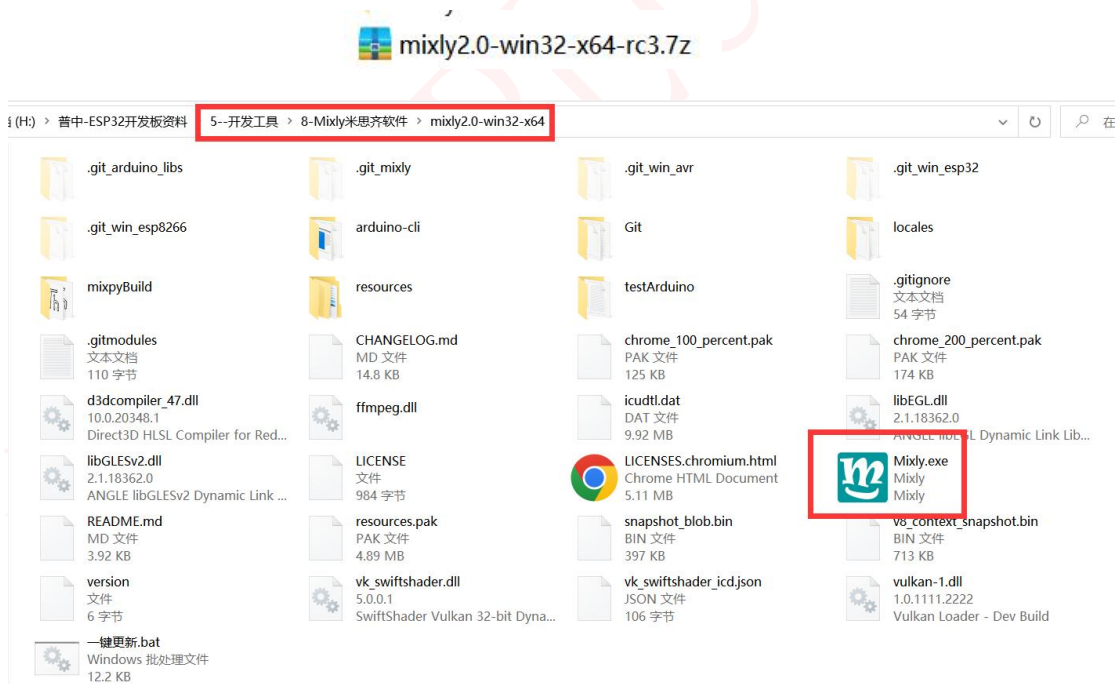 mixly2.0-win32-x64-rc3.7z
(H:) > 普中-ESP32开发板资料 > 5--开发工具 > 8-Mixly米思齐软件 > mixly2.0-win32-x64
在
.git_arduino_libs
.git_mixly
.git_win_avr
.git_win_esp32
.git_win_esp8266
arduino-cli
Git
locales
mixpyBuild
resources
testArduino
.gitignore
文本文档
54 字节
.gitmodules
文本文档
110 字节
CHANGELOG.md
MD 文件
14.8 KB
chrome_100_percent.pak
PAK 文件
125 KB
chrome_200_percent.pak
PAK 文件
174 KB
d3dcompiler_47.dll
10.0.20348.1
Direct3D HLSL Compiler for Red...
ffmpeg.dll
icudtl.dat
DAT 文件
9.92 MB
libEGL.dll
2.1.18362.0
ANGLE libEGL Dynamic Link Lib...
libGLESv2.dll
2.1.18362.0
ANGLE libGLESv2 Dynamic Link ...
LICENSE
文件
984 字节
LICENSES.chromium.html
Chrome HTML Document
5.11 MB
Mixly.exe
Mixly
Mixly
README.md
MD 文件
3.92 KB
resources.pak
PAK 文件
4.89 MB
snapshot_blob.bin
BIN 文件
397 KB
v8_context_snapshot.bin
BIN 文件
713 KB
version
文件
6 字节
vk_swiftshader.dll
5.0.0.1
SwiftShader Vulkan 32-bit Dyna...
vk_swiftshader_icd.json
JSON 文件
106 字节
vulkan-1.dll
1.0.1111.2222
Vulkan Loader - Dev Build
一键更新.bat
Windows 批处理文件
12.2 KB